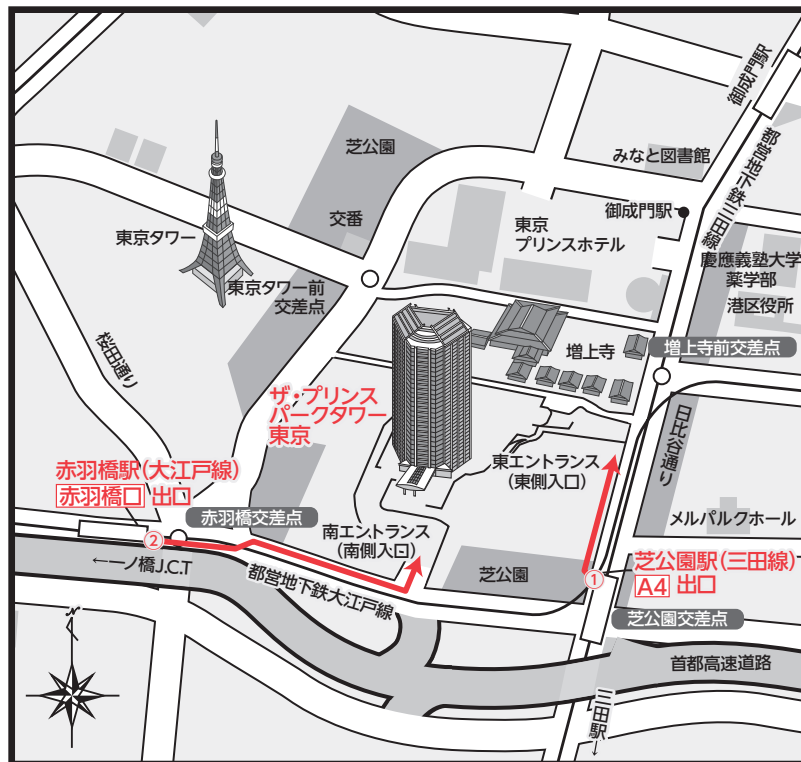 御成門駅
都営地下鉄三田線
芝公園
みなと図書館
交番
御成門駅
東京
プリンスホテル
東京タワー
慶應義塾大学
薬学部
港区役所
東京タワー前
交差点
桜田通り
増上寺
増上寺前交差点
ザ・プリンス
パークタワー
東京
日比谷通り
東エントランス
(東側入口)
赤羽橋駅(大江戸線)
赤羽橋口 出口
赤羽橋交差点
南エントランス
(南側入口)
メルパルクホール
②
←一ノ橋J.C.T
都営地下鉄大江戸線
芝公園
①
芝公園駅(三田線)
A4 出口
芝公園交差点
首都高速道路
N
三田駅→